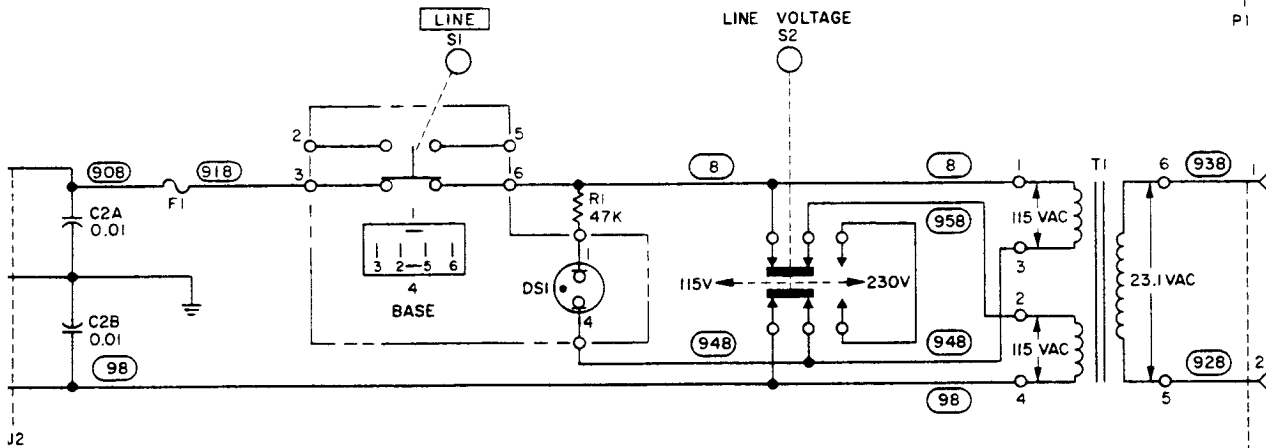 LINE
S1
LINE VOLTAGE
S2
P1
2
5
908
918
3
6
8
8
1
T1
6
938
1
F1
C2A
0.01
R1
47K
958
115 VAC
1
3
3 2 5 6
4
BASE
DS1
115V
230V
2
23.1 VAC
4
C2B
0.01
948
948
115 VAC
98
98
4
5
928
2
J2